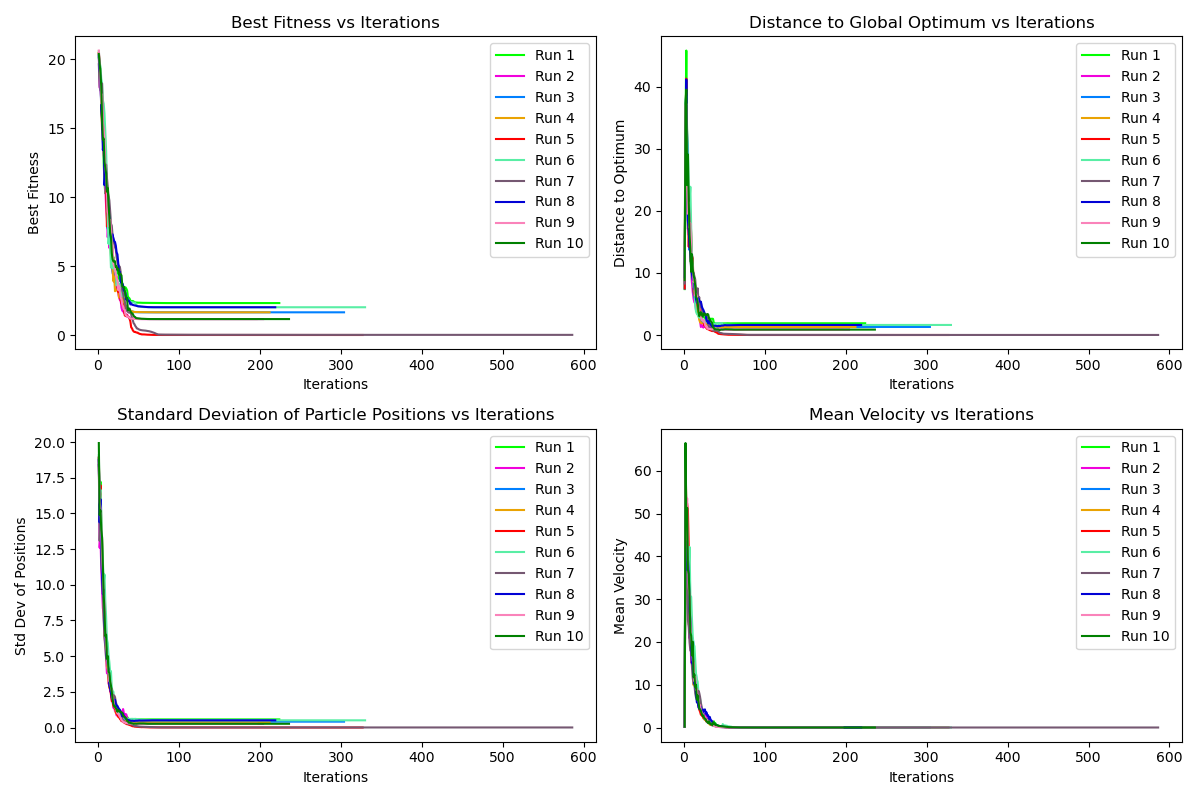 Best Fitness vs Iterations
Best Fitness
20
15
10
5
0
0 100 200 300 400 500 600
Iterations
Run 1
Run 2
Run 3
Run 4
Run 5
Run 6
Run 7
Run 8
Run 9
Run 10
Distance to Global Optimum vs Iterations
Distance to Optimum
40
30
20
10
0
0 100 200 300 400 500 600
Iterations
Run 1
Run 2
Run 3
Run 4
Run 5
Run 6
Run 7
Run 8
Run 9
Run 10
Standard Deviation of Particle Positions vs Iterations
Std Dev of Positions
20.0
17.5
15.0
12.5
10.0
7.5
5.0
2.5
0.0
0 100 200 300 400 500 600
Iterations
Run 1
Run 2
Run 3
Run 4
Run 5
Run 6
Run 7
Run 8
Run 9
Run 10
Mean Velocity vs Iterations
Mean Velocity
60
50
40
30
20
10
0
0 100 200 300 400 500 600
Iterations
Run 1
Run 2
Run 3
Run 4
Run 5
Run 6
Run 7
Run 8
Run 9
Run 10